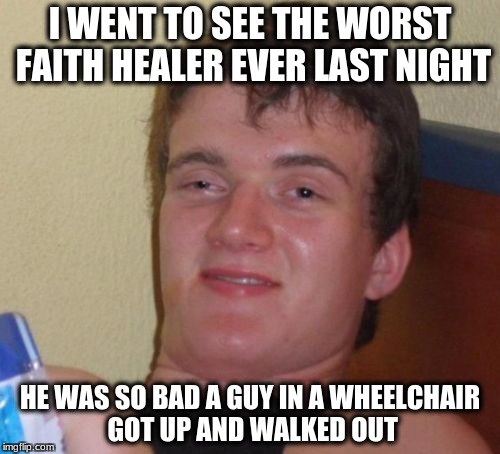 I WENT TO SEE THE WORST
FAITH HEALER EVER LAST NIGHT
HE WAS SO BAD A GUY IN A WHEELCHAIR
GOT UP AND WALKED OUT
imgflip.com